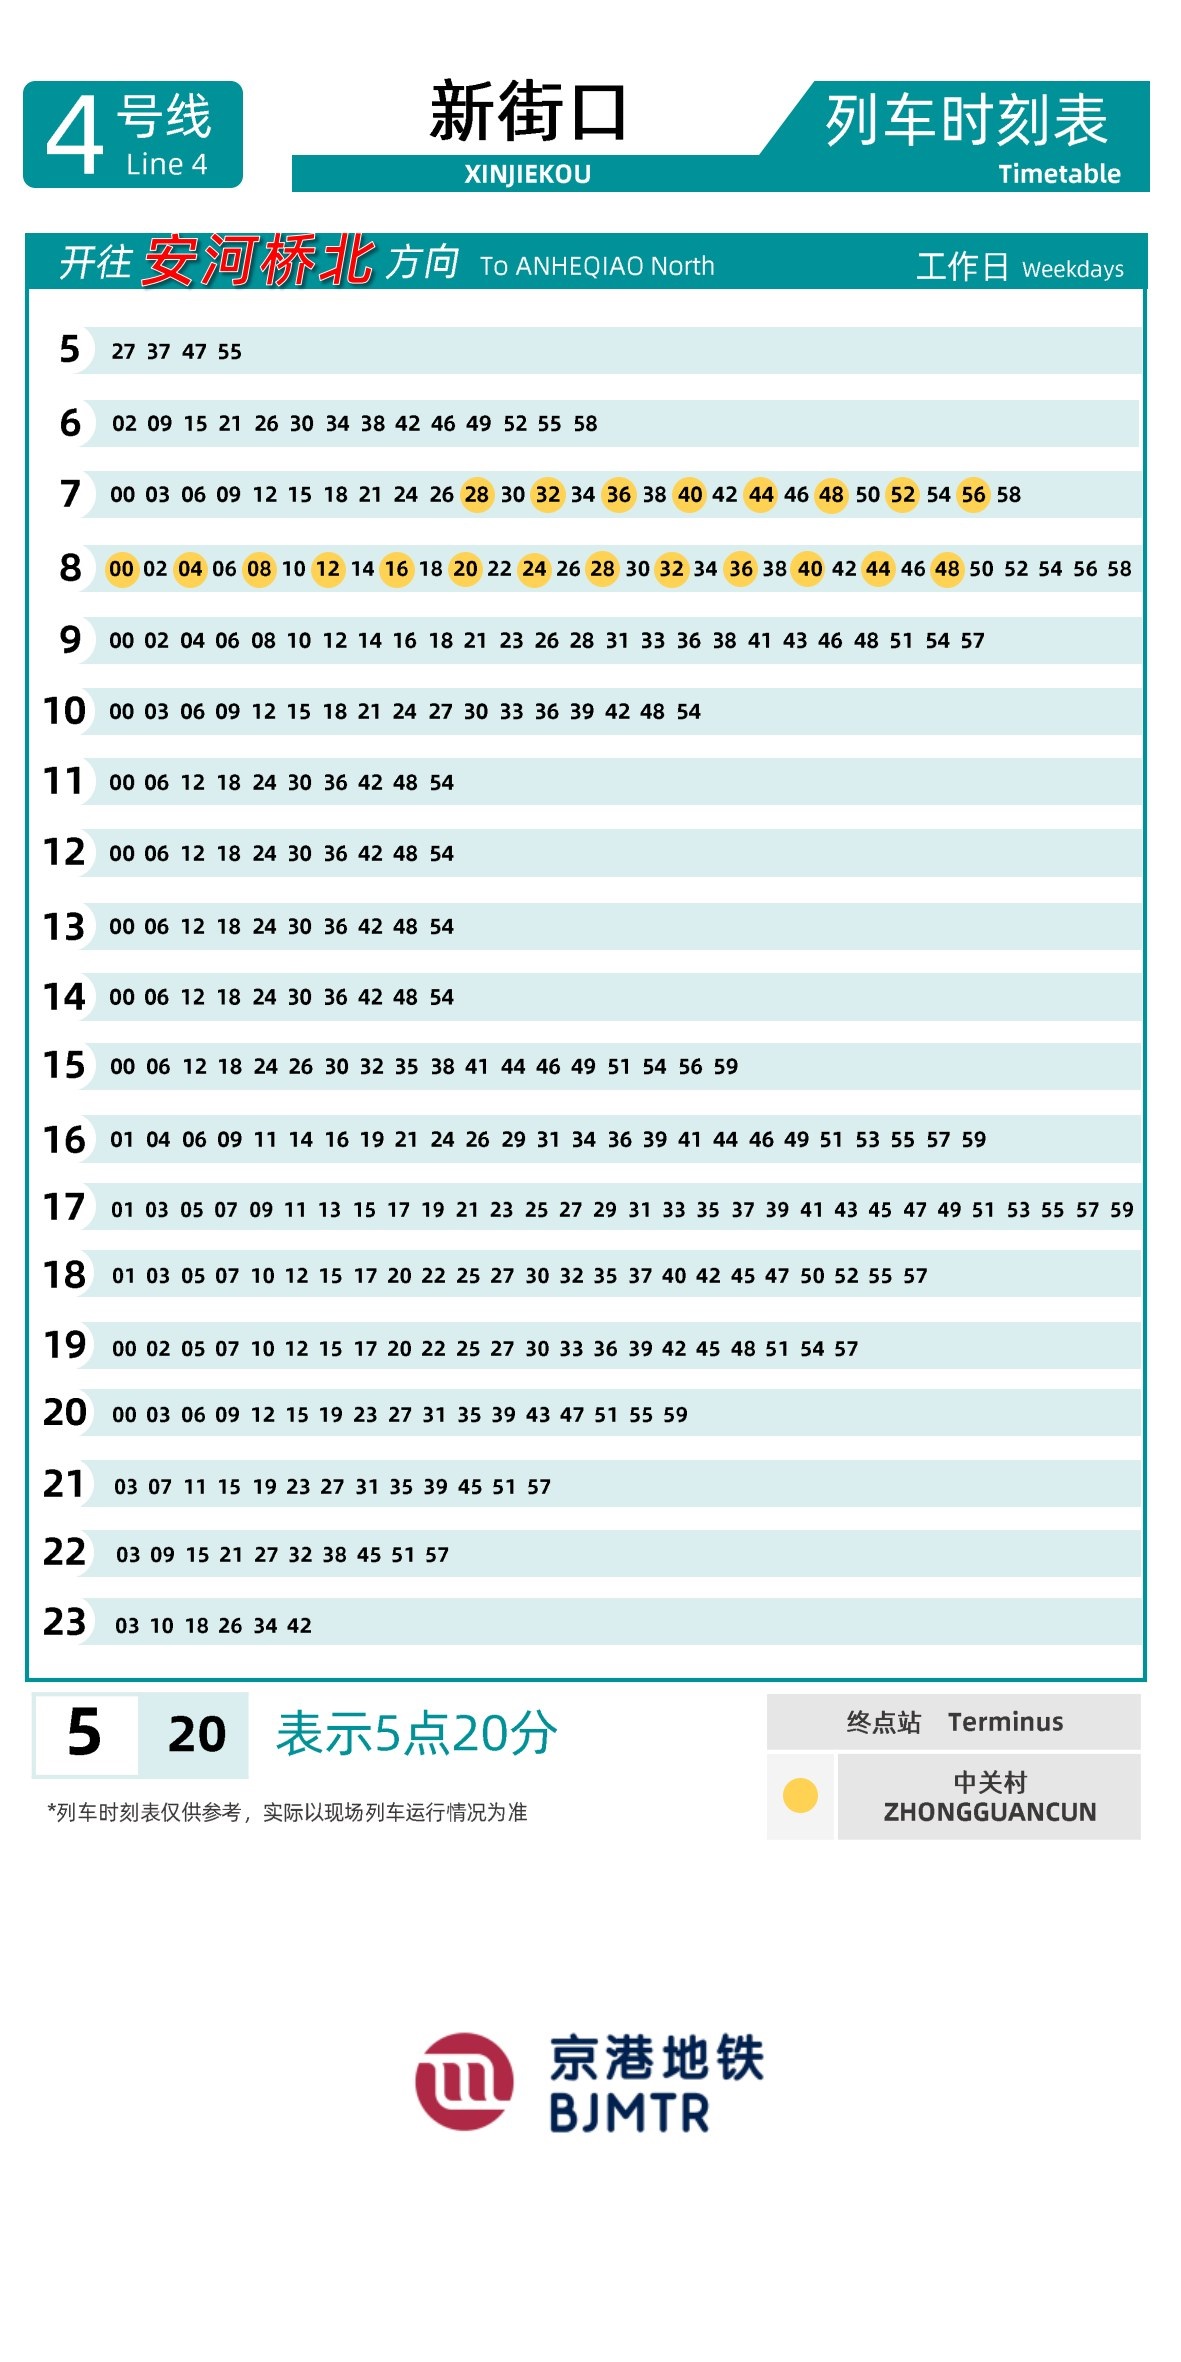 4 号线
Line 4
新街口
XINJIEKOU
列车时刻表
Timetable
开往 安河桥北 方向 To ANHEQIAO North 工作日 Weekdays
5 27 37 47 55
6 02 09 15 21 26 30 34 38 42 46 49 52 55 58
7 00 03 06 09 12 15 18 21 24 26 28 30 32 34 36 38 40 42 44 46 48 50 52 54 56 58
8 00 02 04 06 08 10 12 14 16 18 20 22 24 26 28 30 32 34 36 38 40 42 44 46 48 50 52 54 56 58
9 00 02 04 06 08 10 12 14 16 18 21 23 26 28 31 33 36 38 41 43 46 48 51 54 57
10 00 03 06 09 12 15 18 21 24 27 30 33 36 39 42 48 54
11 00 06 12 18 24 30 36 42 48 54
12 00 06 12 18 24 30 36 42 48 54
13 00 06 12 18 24 30 36 42 48 54
14 00 06 12 18 24 30 36 42 48 54
15 00 06 12 18 24 26 30 32 35 38 41 44 46 49 51 54 56 59
16 01 04 06 09 11 14 16 19 21 24 26 29 31 34 36 39 41 44 46 49 51 53 55 57 59
17 01 03 05 07 09 11 13 15 17 19 21 23 25 27 29 31 33 35 37 39 41 43 45 47 49 51 53 55 57 59
18 01 03 05 07 10 12 15 17 20 22 25 27 30 32 35 37 40 42 45 47 50 52 55 57
19 00 02 05 07 10 12 15 17 20 22 25 27 30 33 36 39 42 45 48 51 54 57
20 00 03 06 09 12 15 19 23 27 31 35 39 43 47 51 55 59
21 03 07 11 15 19 23 27 31 35 39 45 51 57
22 03 09 15 21 27 32 38 45 51 57
23 03 10 18 26 34 42
5 20 表示5点20分
*列车时刻表仅供参考，实际以现场列车运行情况为准
终点站 Terminus
中关村
ZHONGGUANCUN
京港地铁
BJMTR